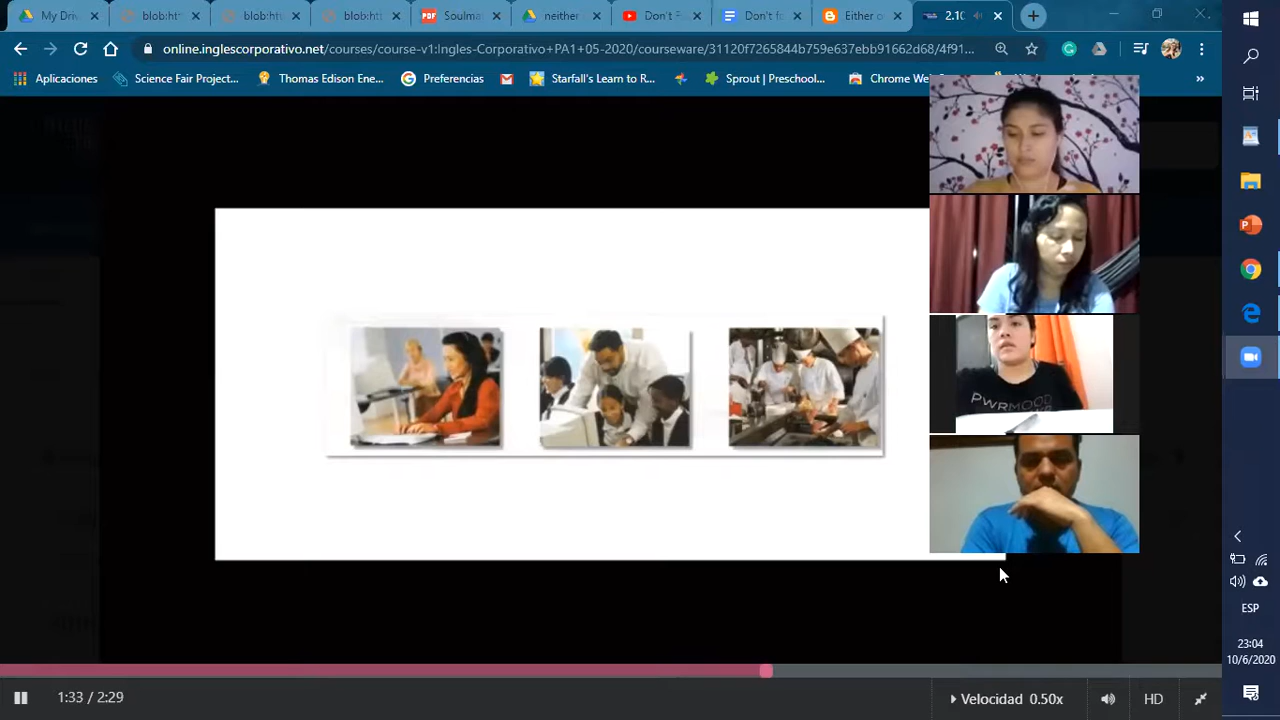 My Driv
blob:htt
blob:htt
blob:htt
PDF
Soulma
neither
Don't F
Don't fo
Either o
2.10
online.inglescorporativo.net/courses/course-v1:Ingles-Corporativo+PA1+05-2020/courseware/31120f7265844b759e637ebb91662d68/4f91...
Aplicaciones
Science Fair Project...
Thomas Edison Ene...
Preferencias
Starfall's Learn to R...
Sprout | Preschool...
Chrome Web
»
PWRMOOD
1:33 / 2:29
Velocidad 0.50x
HD
ESP
23:04
10/6/2020